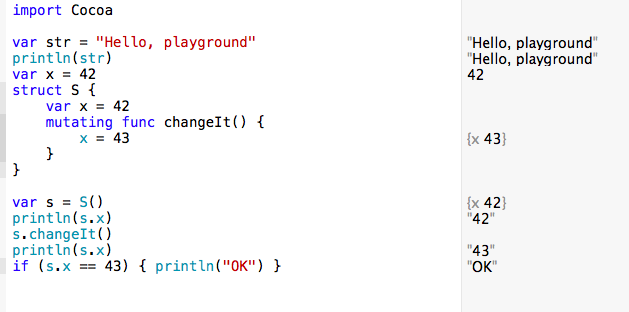 import Cocoa
var str = "Hello, playground" "Hello, playground"
println(str) "Hello, playground"
var x = 42 42
struct S {
    var x = 42
    mutating func changeIt() {
        x = 43 {x 43}
    }
}
var s = S() {x 42}
println(s.x) "42"
s.changeIt()
println(s.x) "43"
if (s.x == 43) { println("OK") } "OK"